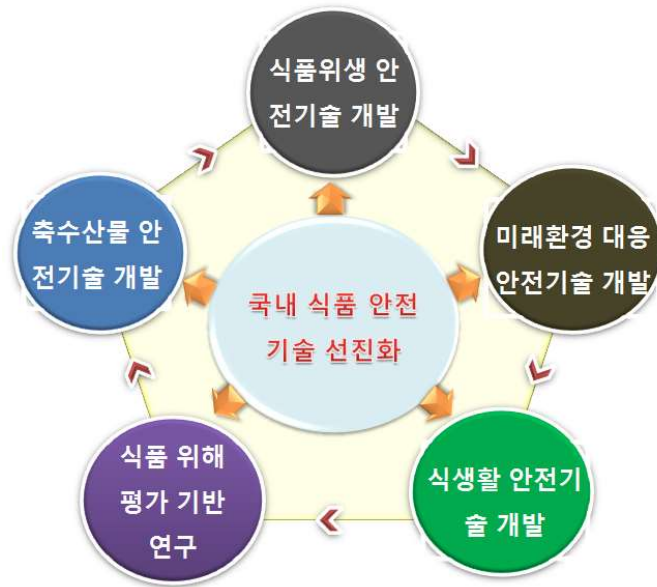 식품위생 안
전기술 개발
축수산물 안
전기술 개발
미래환경 대응
안전기술 개발
국내 식품 안전
기술 선진화
식품 위해
평가 기반
연구
식생활 안전기
술 개발